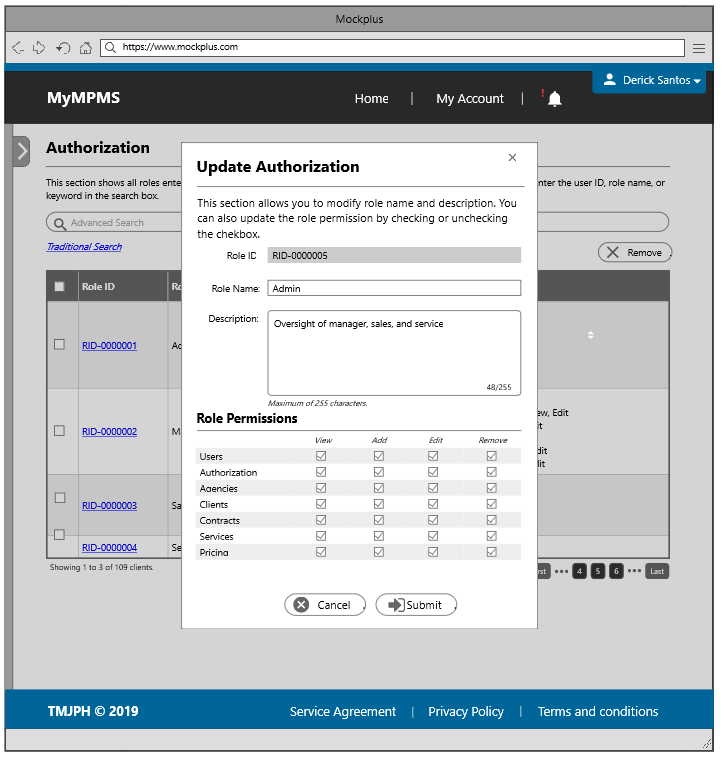 Mockplus
https://www.mockplus.com
Derick Santos
MyMPMS
Home | My Account |
!
Authorization
This section shows all roles ente
nter the user ID, role name, or
keyword in the search box.
Advanced Search
Traditional Search
Remove
Role ID
RID-0000001
RID-0000002
ew, Edit
it
dit
lit
RID-0000003
Sa
RID-0000004
Se
Showing 1 to 3 of 109 clients.
rst ••• 4 5 6 ••• Last
Update Authorization
×
This section allows you to modify role name and description. You
can also update the role permission by checking or unchecking
the chekbox.
Role ID RID-0000005
Role Name: Admin
Description: Oversight of manager, sales, and service
48/255
Maximum of 255 characters.
Role Permissions
View Add Edit Remove
Users
Authorization
Agencies
Clients
Contracts
Services
Pricing
Cancel
Submit
TMJPH © 2019
Service Agreement | Privacy Policy | Terms and conditions